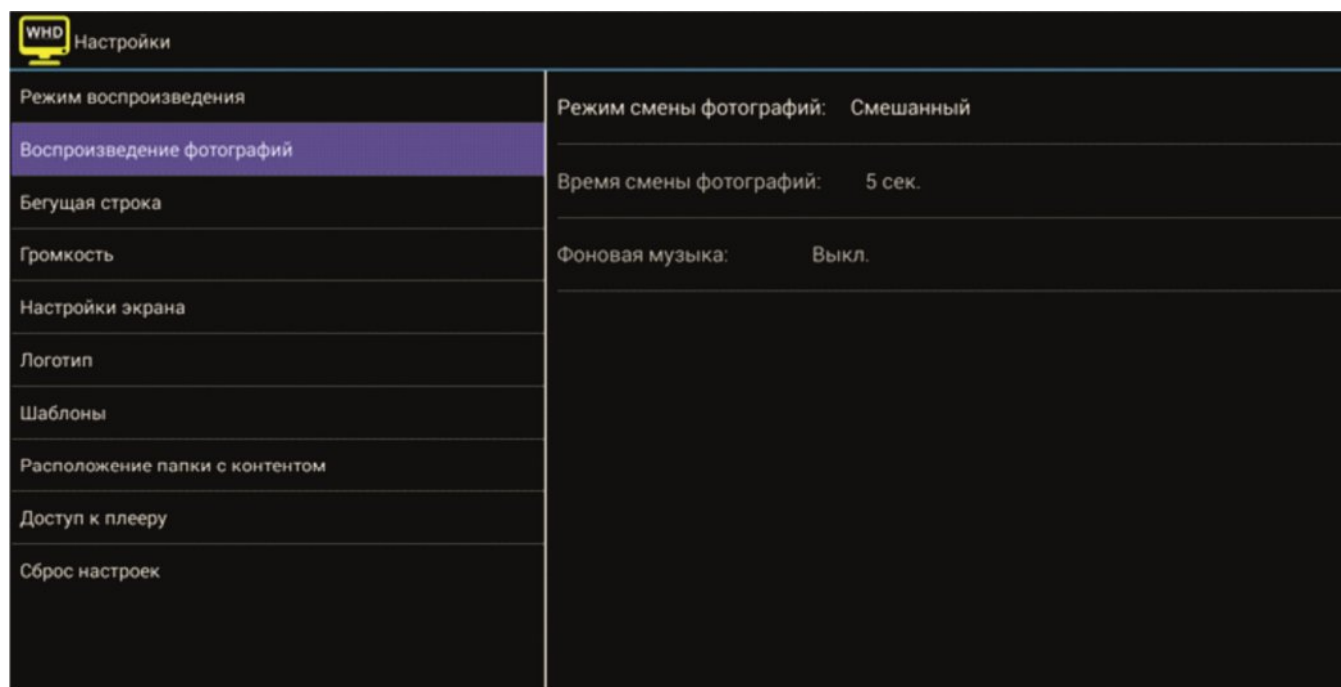 WHD Настройки
Режим воспроизведения
Воспроизведение фотографий
Бегущая строка
Громкость
Настройки экрана
Логотип
Шаблоны
Расположение папки с контентом
Доступ к плееру
Сброс настроек
Режим смены фотографий: Смешанный
Время смены фотографий: 5 сек.
Фоновая музыка: Выкл.